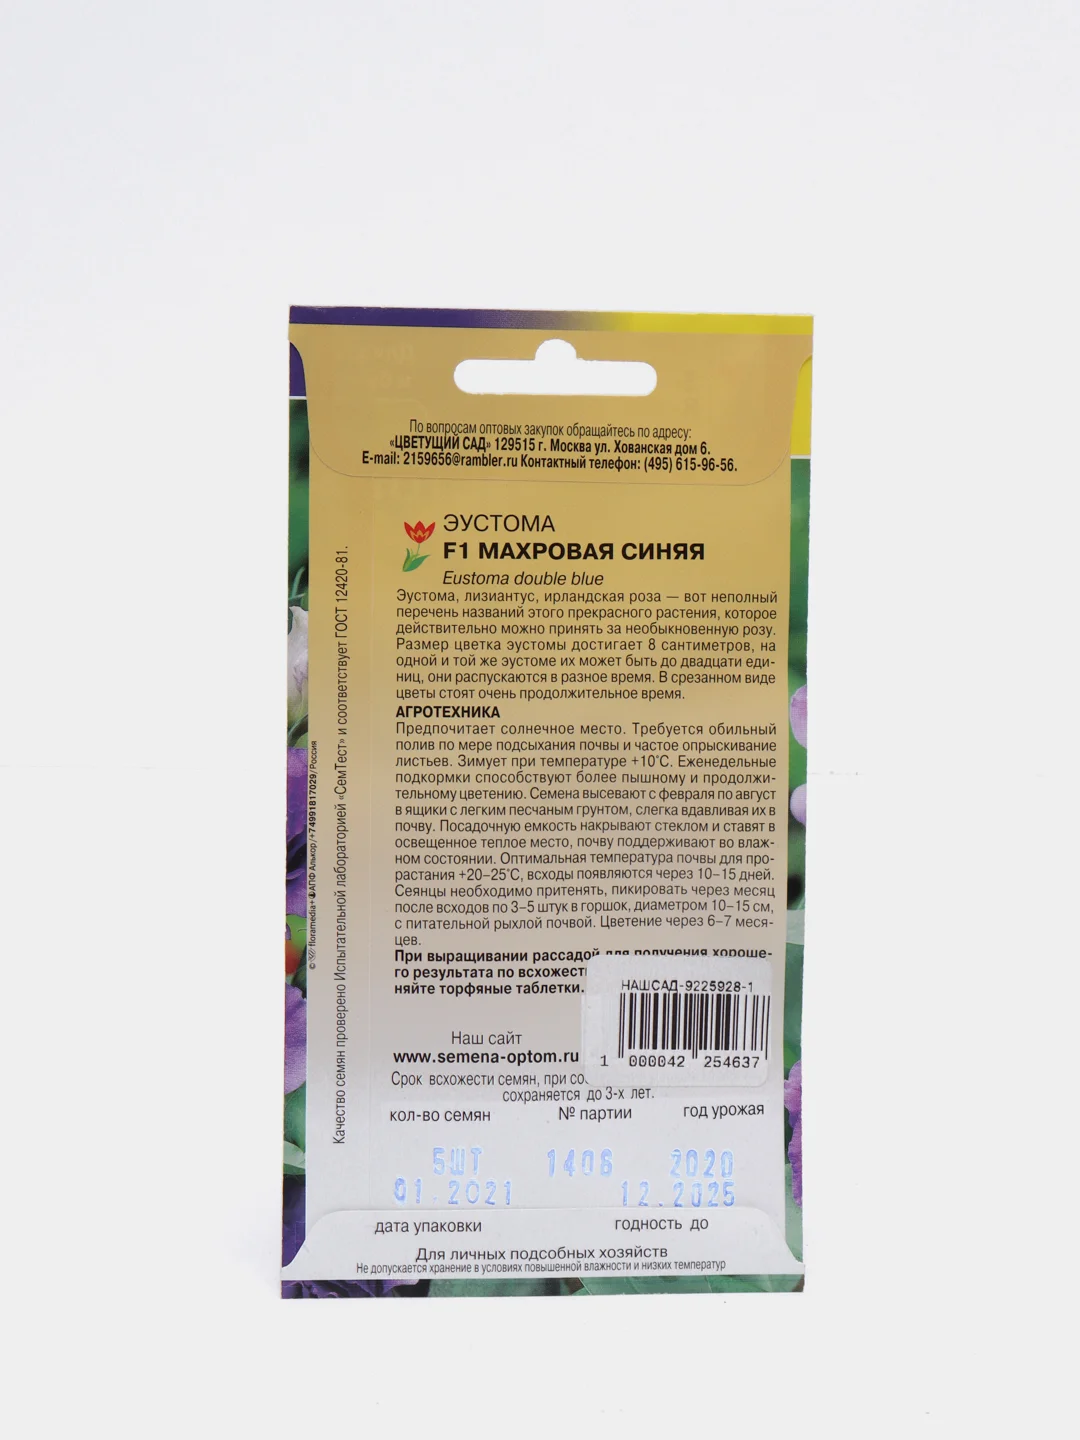 По вопросам оптовых закупок обращайтесь по адресу:
«ЦВЕТУЩИЙ САД» 129515 г. Москва ул. Хованская дом 6.
E-mail: 2159656@rambler.ru Контактный телефон: (495) 615-96-56.
ЭУСТОМА
F1 МАХРОВАЯ СИНЯЯ
Eustoma double blue
Эустома, лизиантус, ирландская роза — вот неполный
перечень названий этого прекрасного растения, которое
действительно можно принять за необыкновенную розу.
Размер цветка эустомы достигает 8 сантиметров, на
одной и той же эустоме их может быть до двадцати еди-
ниц, они распускаются в разное время. В срезанном виде
цветы стоят очень продолжительное время.
АГРОТЕХНИКА
Предпочитает солнечное место. Требуется обильный
полив по мере подсыхания почвы и частое опрыскивание
листьев. Зимует при температуре +10°С. Еженедельные
подкормки способствуют более пышному и продолжи-
тельному цветению. Семена высевают с февраля по август
в ящики с легким песчаным грунтом, слегка вдавливая их в
почву. Посадочную емкость накрывают стеклом и ставят в
освещенное теплое место, почву поддерживают во влаж-
ном состоянии. Оптимальная температура почвы для про-
растания +20–25°С, всходы появляются через 10–15 дней.
Сеянцы необходимо притенять, пикировать через месяц
после всходов по 3–5 штук в горшок, диаметром 10–15 см,
с питательной рыхлой почвой. Цветение через 6–7 меся-
цев.
При выращивании рассадой для получения хороше-
го результата по всхожести
няйте торфяные таблетки.
НАШСАД-9225928-1
1 000042 254637
Наш сайт
www.semena-optom.ru
Срок всхожести семян, при
сохраняется до 3-х лет.
кол-во семян № партии год урожая
5ШТ 1406 2020
01.2021 12.2025
дата упаковки годность до
Для личных подсобных хозяйств
Не допускается хранение в условиях повышенной влажности и низких температур
Качество семян проверено Испытательной лабораторией «СемТест» и соответствует ГОСТ 12420-81.
floramedia+ АПФ Алькор/+74991817029/Россия